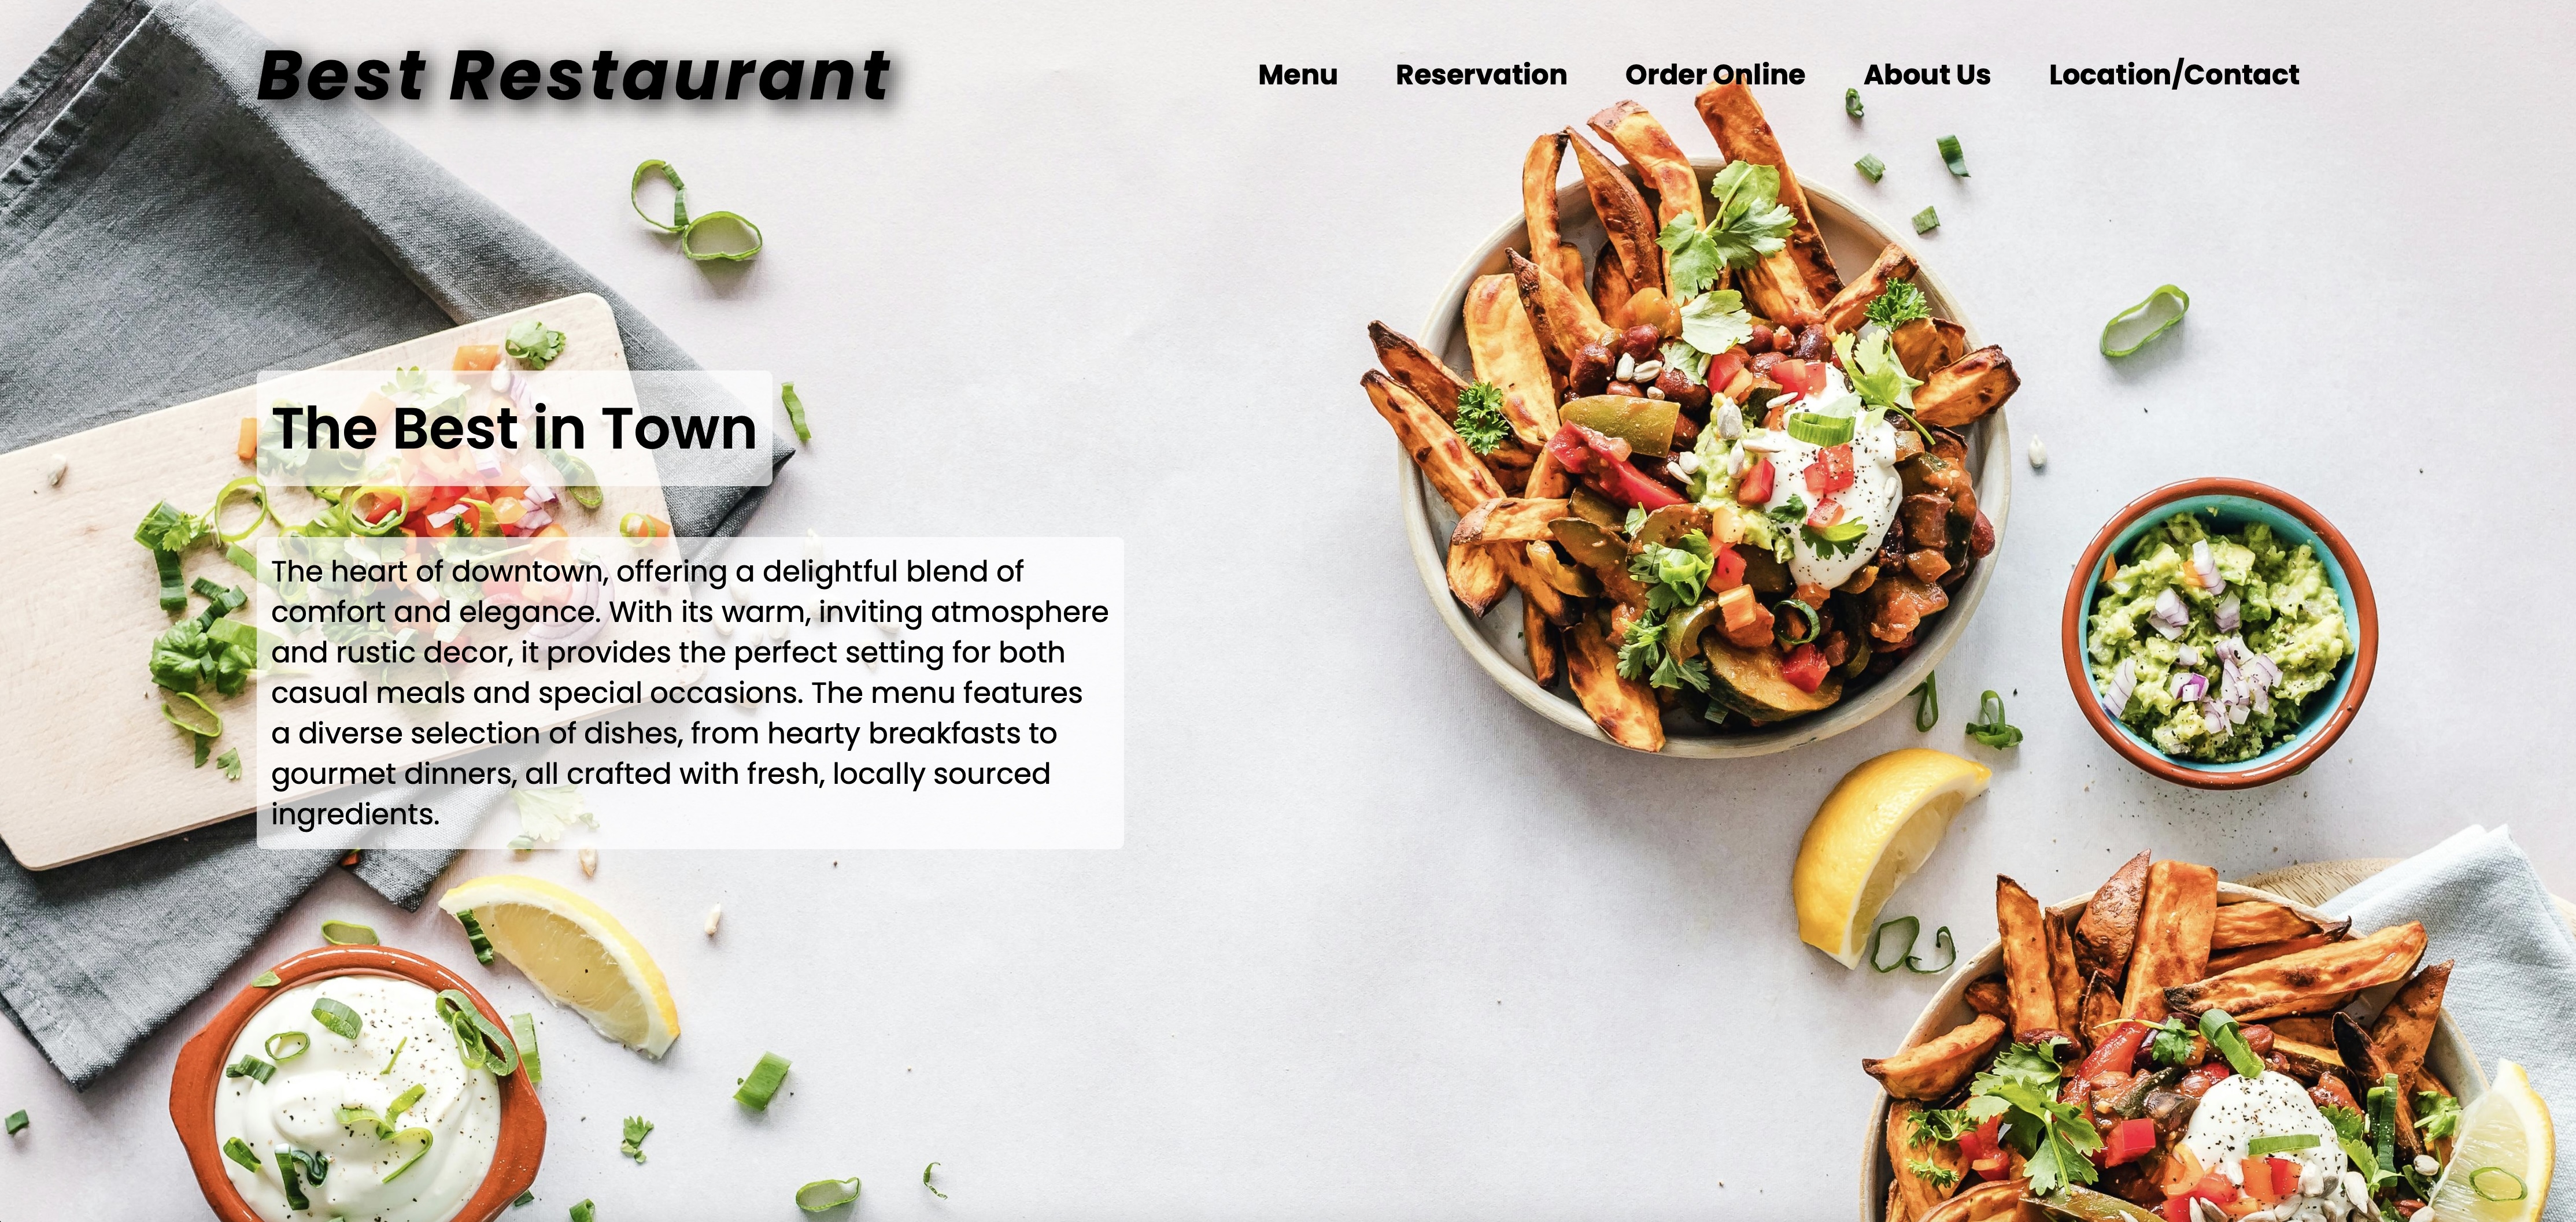 Best Restaurant
Menu Reservation Order Online About Us Location/Contact
The Best in Town
The heart of downtown, offering a delightful blend of
comfort and elegance. With its warm, inviting atmosphere
and rustic decor, it provides the perfect setting for both
casual meals and special occasions. The menu features
a diverse selection of dishes, from hearty breakfasts to
gourmet dinners, all crafted with fresh, locally sourced
ingredients.